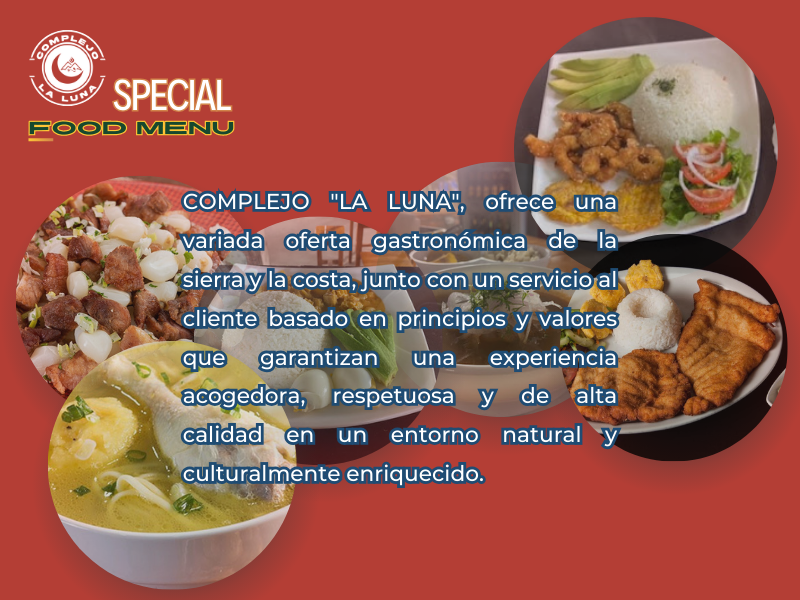 COMPLEJO
LA LUNA
SPECIAL
FOOD MENU
COMPLEJO "LA LUNA", ofrece una
variada oferta gastronómica de la
sierra y la costa, junto con un servicio al
cliente basado en principios y valores
que garantizan una experiencia
acogedora, respetuosa y de alta
calidad en un entorno natural y
culturalmente enriquecido.